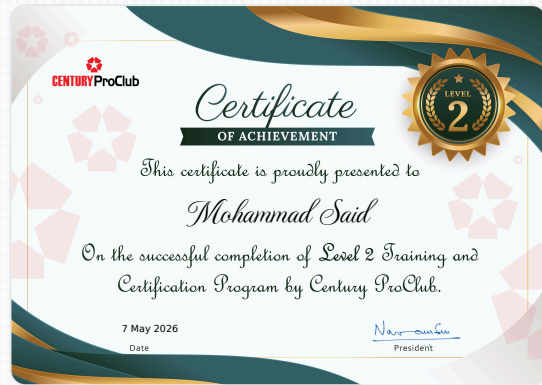 CENTURY ProClub
Certificate
OF ACHIEVEMENT
LEVEL
2
This certificate is proudly presented to
Mohammad Said
On the successful completion of Level 2 Training and
Certification Program by Century ProClub.
7 May 2026
Date
President